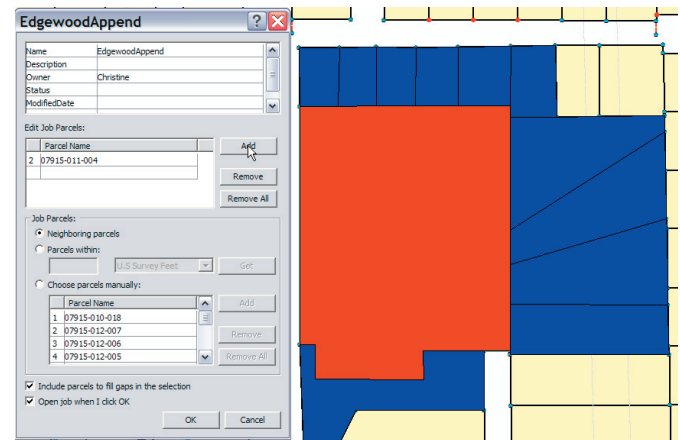 EdgewoodAppend ? X
Name EdgewoodAppend
Description
Owner Christine
Status
ModifiedDate
Edit Job Parcels:
Parcel Name
2 07915-011-004
Add
Remove
Remove All
Job Parcels:
Neighboring parcels
Parcels within:
U.S Survey Feet Get
Choose parcels manually:
Parcel Name
1 07915-010-018
2 07915-012-007
3 07915-012-006
4 07915-012-005
Add
Remove
Remove All
Include parcels to fill gaps in the selection
Open job when I click OK
OK Cancel